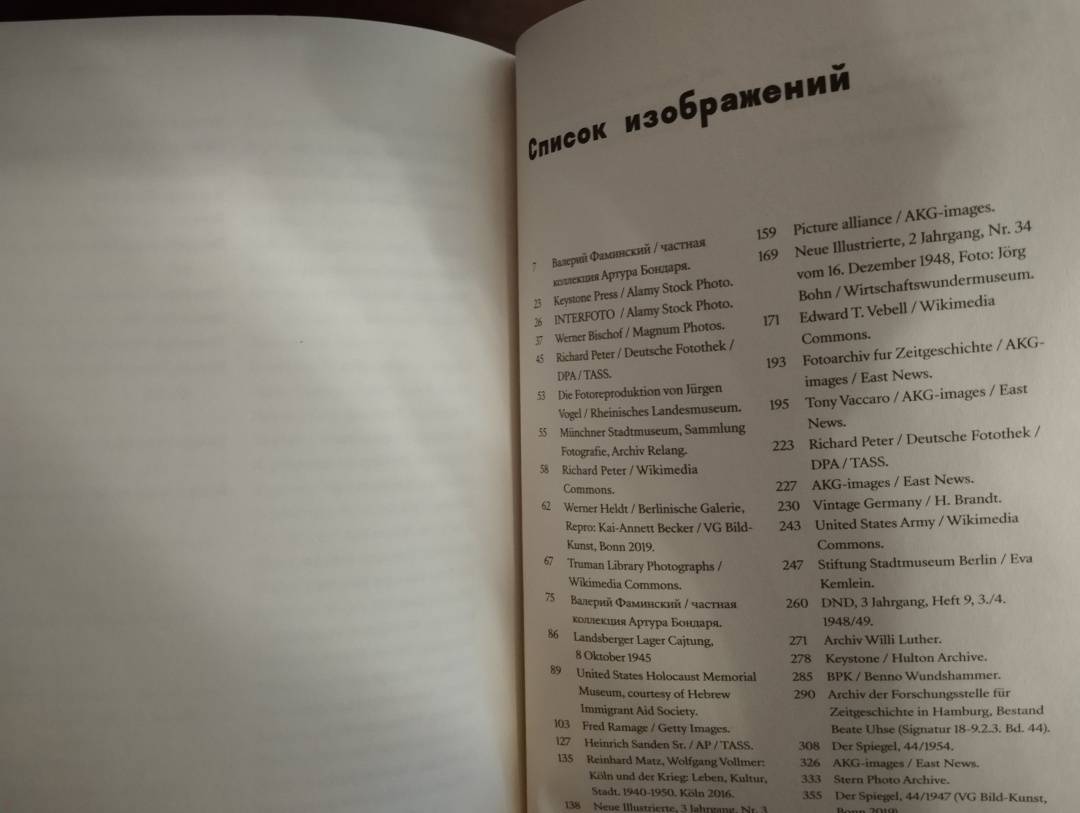 Список изображений
7 Валерий Фаминский / частная
коллекция Артура Бондаря.
23 Keystone Press / Alamy Stock Photo.
26 INTERFOTO / Alamy Stock Photo.
37 Werner Bischof / Magnum Photos.
45 Richard Peter / Deutsche Fotothek /
DPA / TASS.
53 Die Fotoreproduktion von Jürgen
Vogel / Rheinisches Landesmuseum.
55 Münchner Stadtmuseum, Sammlung
Fotografie, Archiv Relang.
58 Richard Peter / Wikimedia
Commons.
62 Werner Heldt / Berlinische Galerie,
Repro: Kai-Annett Becker / VG Bild-
Kunst, Bonn 2019.
67 Truman Library Photographs /
Wikimedia Commons.
75 Валерий Фаминский / частная
коллекция Артура Бондаря.
86 Landsberger Lager Cajtung,
8 Oktober 1945
89 United States Holocaust Memorial
Museum, courtesy of Hebrew
Immigrant Aid Society.
103 Fred Ramage / Getty Images.
127 Heinrich Sanden Sr. / AP / TASS.
135 Reinhard Matz, Wolfgang Vollmer:
Köln und der Krieg: Leben, Kultur,
Stadt. 1940-1950. Köln 2016.
138 Neue Illustrierte, 3 Jahrgang, Nr. 3
159 Picture alliance / AKG-images.
169 Neue Illustrierte, 2 Jahrgang, Nr. 34
vom 16. Dezember 1948, Foto: Jörg
Bohn / Wirtschaftswundermuseum.
171 Edward T. Vebell / Wikimedia
Commons.
193 Fotoarchiv fur Zeitgeschichte / AKG-
images / East News.
195 Tony Vaccaro / AKG-images / East
News.
223 Richard Peter / Deutsche Fotothek /
DPA / TASS.
227 AKG-images / East News.
230 Vintage Germany / H. Brandt.
243 United States Army / Wikimedia
Commons.
247 Stiftung Stadtmuseum Berlin / Eva
Kemlein.
260 DND, 3 Jahrgang, Heft 9, 3./4.
1948/49.
271 Archiv Willi Luther.
278 Keystone / Hulton Archive.
285 BPK / Benno Wundshammer.
290 Archiv der Forschungsstelle für
Zeitgeschichte in Hamburg, Bestand
Beate Uhse (Signatur 18-9.2.3. Bd. 44).
308 Der Spiegel, 44/1954.
326 AKG-images / East News.
333 Stern Photo Archive.
355 Der Spiegel, 44/1947 (VG Bild-Kunst,
Bonn 2019)